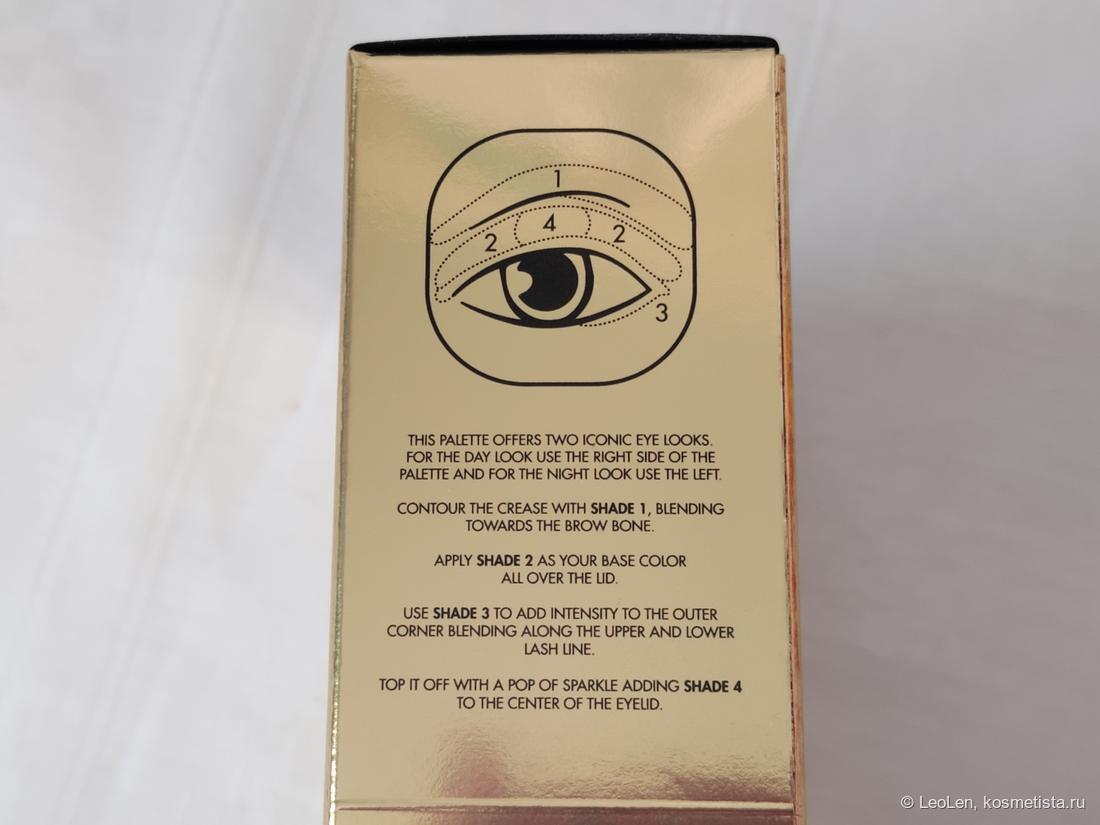 1
2 4 2
3
THIS PALETTE OFFERS TWO ICONIC EYE LOOKS.
FOR THE DAY LOOK USE THE RIGHT SIDE OF THE
PALETTE AND FOR THE NIGHT LOOK USE THE LEFT.
CONTOUR THE CREASE WITH SHADE 1, BLENDING
TOWARDS THE BROW BONE.
APPLY SHADE 2 AS YOUR BASE COLOR
ALL OVER THE LID.
USE SHADE 3 TO ADD INTENSITY TO THE OUTER
CORNER BLENDING ALONG THE UPPER AND LOWER
LASH LINE.
TOP IT OFF WITH A POP OF SPARKLE ADDING SHADE 4
TO THE CENTER OF THE EYELID.
© LeoLen, kosmetista.ru